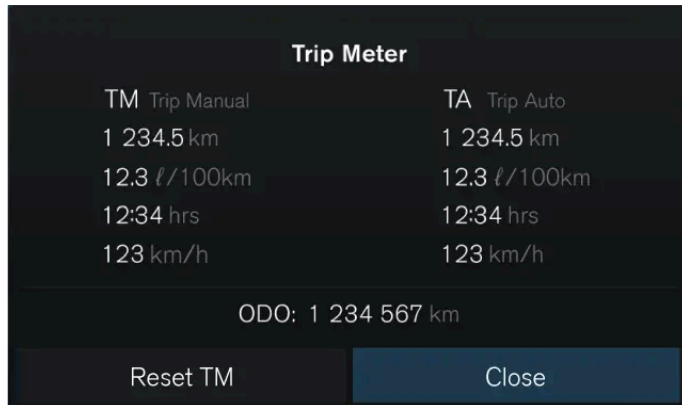 Trip Meter
TM Trip Manual
1 234.5 km
12.3 ℓ/100km
12:34 hrs
123 km/h
TA Trip Auto
1 234.5 km
12.3 ℓ/100km
12:34 hrs
123 km/h
ODO: 1 234 567 km
Reset TM
Close